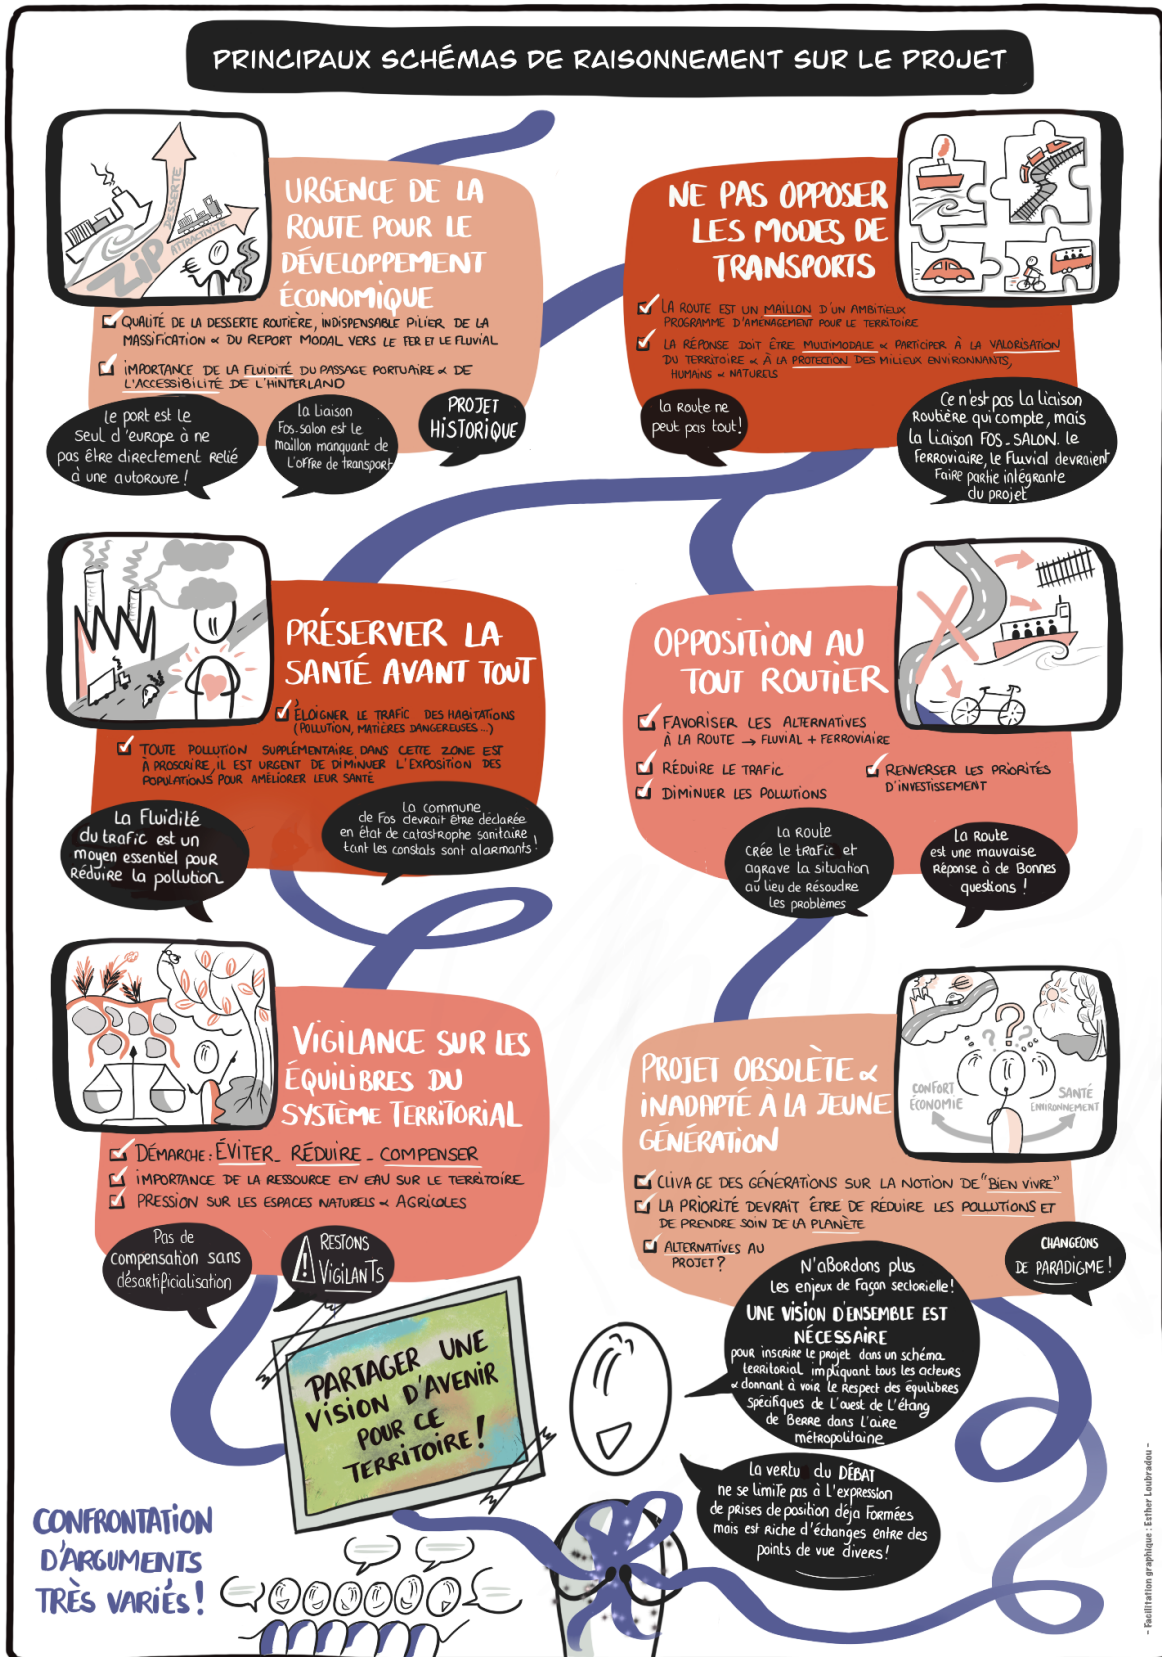 PRINCIPAUX SCHÉMAS DE RAISONNEMENT SUR LE PROJET
ZIP
DESSERTE
ATTRACTIVITÉ
URGENCE DE LA
ROUTE POUR LE
DÉVELOPPEMENT
ÉCONOMIQUE
QUALITÉ DE LA DESSERTE ROUTIÈRE, INDISPENSABLE PILIER DE LA
MASSIFICATION & DU REPORT MODAL VERS LE FER ET LE FLUVIAL
IMPORTANCE DE LA FLUIDITÉ DU PASSAGE PORTUAIRE & DE
L'ACCESSIBILITÉ DE L'HINTERLAND
Le port est le
seul d'europe à ne
pas être directement relié
à une autoroute !
la liaison
Fos-salon est le
maillon manquant de
l'offre de transport
PROJET
HISTORIQUE
NE PAS OPPOSER
LES MODES DE
TRANSPORTS
LA ROUTE EST UN MAILLON D'UN AMBITIEUX
PROGRAMME D'AMENAGEMENT POUR LE TERRITOIRE
LA RÉPONSE DOIT ÊTRE MULTIMODALE & PARTICIPER À LA VALORISATION
DU TERRITOIRE & À LA PROTECTION DES MILIEUX ENVIRONNANTS,
HUMAINS & NATURELS
la Route ne
peut pas tout!
Ce n'est pas la liaison
Routière qui compte, mais
la liaison FOS-SALON. le
Ferroviaire, le Fluvial devraient
Faire partie intégrante
du projet
PRÉSERVER LA
SANTÉ AVANT TOUT
ÉLOIGNER LE TRAFIC DES HABITATIONS
(POLLUTION, MATIÈRES DANGEREUSES...)
TOUTE POLLUTION SUPPLÉMENTAIRE DANS CETTE ZONE EST
À PROSCRIRE, IL EST URGENT DE DIMINUER L'EXPOSITION DES
POPULATIONS POUR AMÉLIORER LEUR SANTÉ
La Fluidité
du trafic est un
moyen essentiel pour
Réduire la pollution
La commune
de Fos devrait être déclarée
en état de catastrophe sanitaire
tant les constats sont alarmants !
OPPOSITION AU
TOUT ROUTIER
FAVORISER LES ALTERNATIVES
À LA ROUTE → FLUVIAL + FERROVIAIRE
RÉDUIRE LE TRAFIC
DIMINUER LES POLLUTIONS
RENVERSER LES PRIORITÉS
D'INVESTISSEMENT
La Route
crée le trafic et
agrave la situation
au lieu de résoudre
les problèmes
La Route
est une mauvaise
Réponse à de Bonnes
questions !
VIGILANCE SUR LES
ÉQUILIBRES DU
SYSTÈME TERRITORIAL
DÉMARCHE : ÉVITER_ RÉDUIRE_ COMPENSER
IMPORTANCE DE LA RESSOURCE EN EAU SUR LE TERRITOIRE
PRESSION SUR LES ESPACES NATURELS & AGRICOLES
Pas de
compensation sans
désartificialisation
RESTONS
VIGILANTS
!
PROJET OBSOLÈTE &
INADAPTÉ À LA JEUNE
GÉNÉRATION
CONFORT
ÉCONOMIE
SANTÉ
ENVIRONNEMENT
CLIVAGE DES GÉNÉRATIONS SUR LA NOTION DE "BIEN VIVRE"
LA PRIORITÉ DEVRAIT ÊTRE DE RÉDUIRE LES POLLUTIONS ET
DE PRENDRE SOIN DE LA PLANÈTE
ALTERNATIVES AU
PROJET ?
CHANGEONS
DE PARADIGME !
N'aBordons plus
les enjeux de Façon sectorielle!
UNE VISION D'ENSEMBLE EST
NÉCESSAIRE
pour inscrire le projet dans un schéma
territorial impliquant tous les acteurs
& donnant à voir le Respect des équilibres
spécifiques de l'ouest de l'étang
de Berre dans l'aire
métropolitaine
PARTAGER UNE
VISION D'AVENIR
POUR CE
TERRITOIRE !
La vertu du DÉBAT
ne se limite pas à l'expression
de prises de position déja Formées
mais est Riche d'échanges entre des
points de vue divers!
CONFRONTATION
D'ARGUMENTS
TRÈS VARIÉS !
- Facilitation graphique : Esther Loubradou -